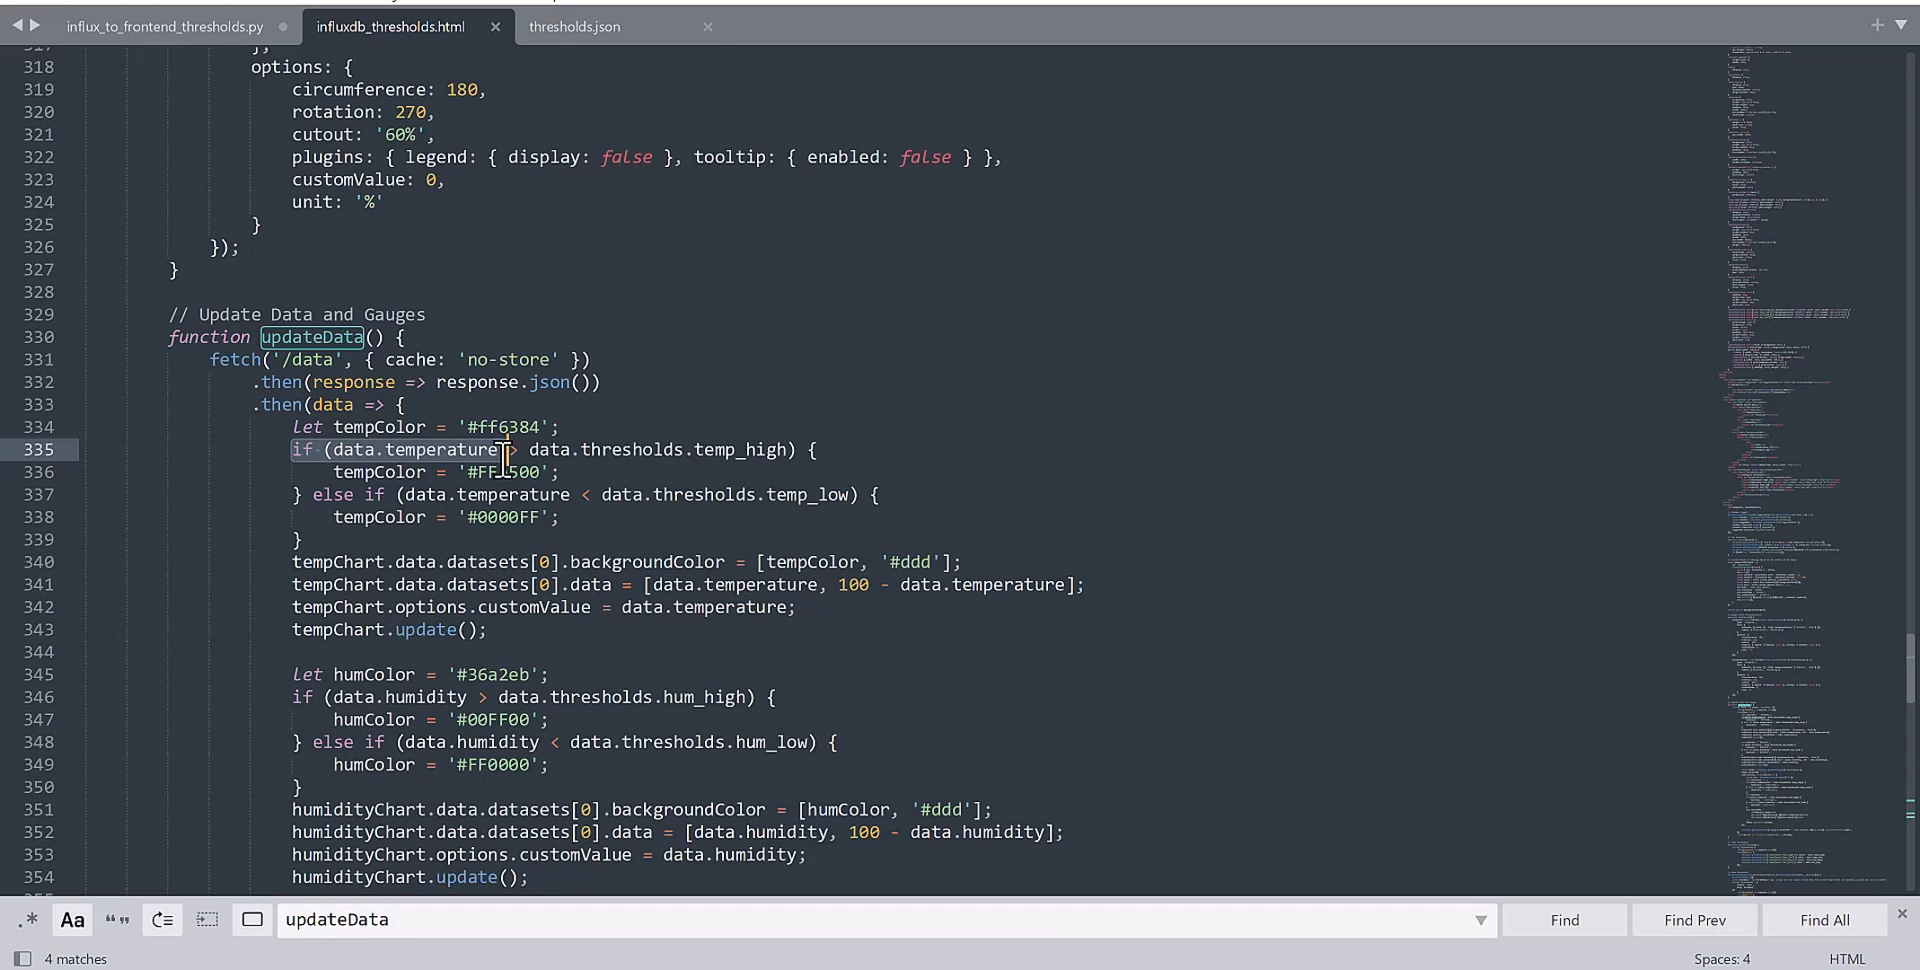 influx_to_frontend_thresholds.py
influxdb_thresholds.html
thresholds.json
318 options: {
319 circumference: 180,
320 rotation: 270,
321 cutout: '60%',
322 plugins: { legend: { display: false }, tooltip: { enabled: false } },
323 customValue: 0,
324 unit: '%'
325 }
326 });
327 }
328
329 // Update Data and Gauges
330 function updateData() {
331 fetch('/data', { cache: 'no-store' })
332 .then(response => response.json())
333 .then(data => {
334 let tempColor = '#ff6384';
335 if (data.temperature > data.thresholds.temp_high) {
336 tempColor = '#FF4500';
337 } else if (data.temperature < data.thresholds.temp_low) {
338 tempColor = '#0000FF';
339 }
340 tempChart.data.datasets[0].backgroundColor = [tempColor, '#ddd'];
341 tempChart.data.datasets[0].data = [data.temperature, 100 - data.temperature];
342 tempChart.options.customValue = data.temperature;
343 tempChart.update();
344
345 let humColor = '#36a2eb';
346 if (data.humidity > data.thresholds.hum_high) {
347 humColor = '#00FF00';
348 } else if (data.humidity < data.thresholds.hum_low) {
349 humColor = '#FF0000';
350 }
351 humidityChart.data.datasets[0].backgroundColor = [humColor, '#ddd'];
352 humidityChart.data.datasets[0].data = [data.humidity, 100 - data.humidity];
353 humidityChart.options.customValue = data.humidity;
354 humidityChart.update();
.* Aa “” updateData Find Find Prev Find All
4 matches Spaces: 4 HTML